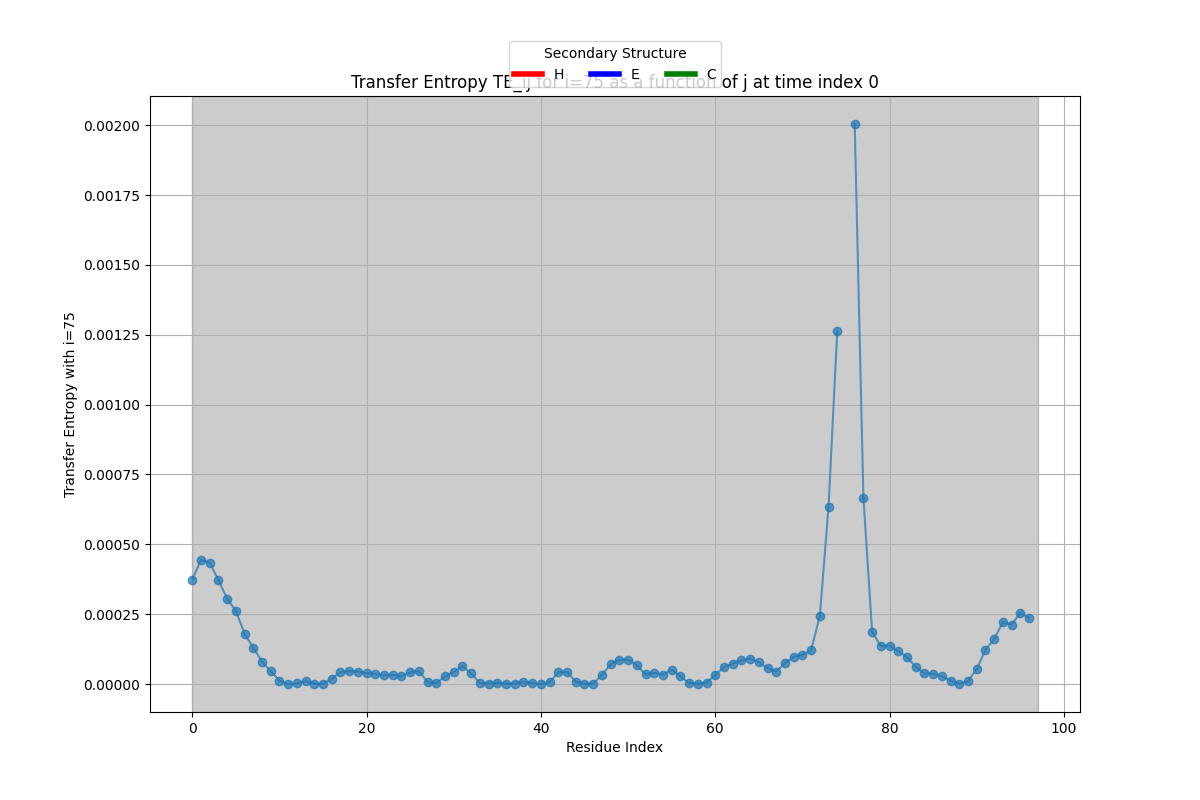 Secondary Structure
H E C
Transfer Entropy TE_ij for i=75 as a function of j at time index 0
0.00200
0.00175
0.00150
0.00125
0.00100
0.00075
0.00050
0.00025
0.00000
Transfer Entropy with i=75
0 20 40 60 80 100
Residue Index